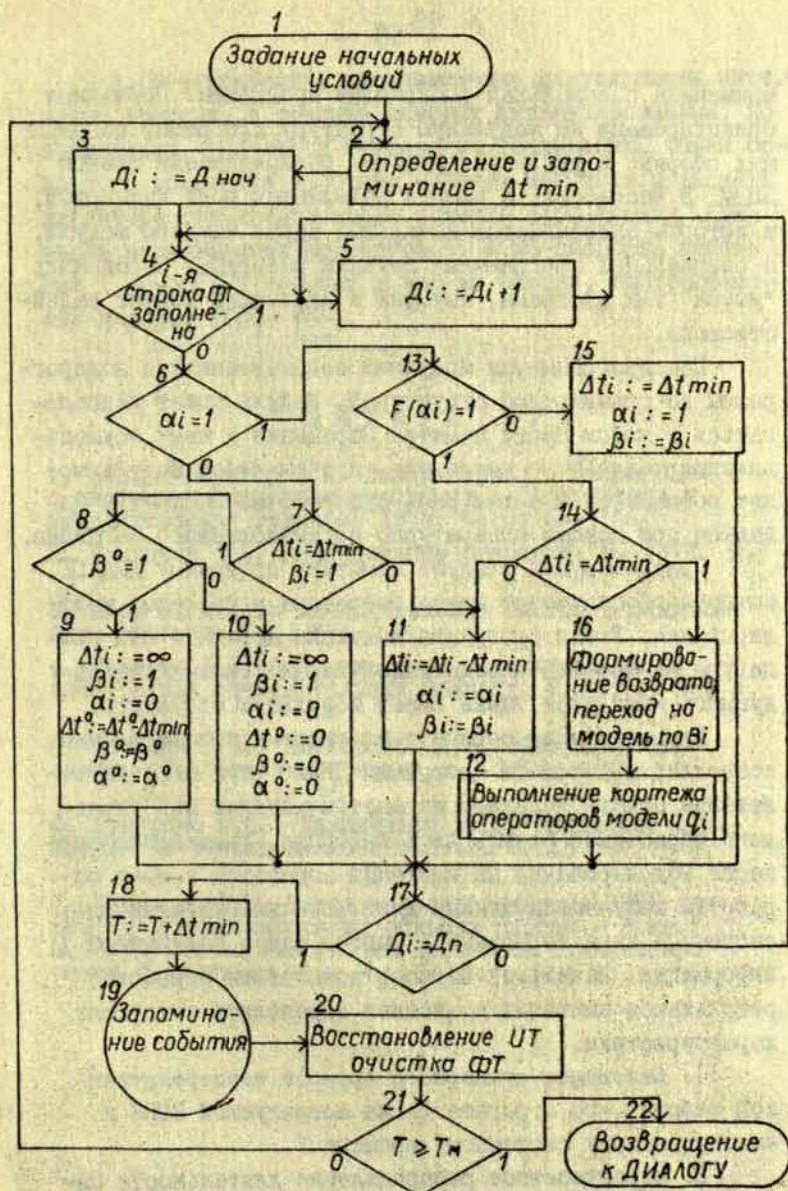 1
Задание начальных
условий
2
Определение и запо-
минание Δt min
3
Дi := Д нач
4
i-я
строка ФТ
заполне-
на
1
0
5
Дi := Дi+1
6
αi=1
1
0
13
F(αi)=1
0
1
15
Δti := Δt min
αi := 1
βi := βi
8
β°=1
0
1
7
Δti=Δtmin
βi=1
1
0
14
Δti=Δtmin
0
1
9
Δti := ∞
βi := 1
αi := 0
Δt° := Δt°-Δtmin
β° := β°
α° := α°
10
Δti := ∞
βi := 1
αi := 0
Δt° := 0
β° := 0
α° := 0
11
Δti := Δti-Δtmin
αi := αi
βi := βi
16
Формирова-
ние возврата,
переход на
модель по Вi
12
Выполнение кортежа
операторов модели qi
17
Дi := Дп
1
0
18
T := T+Δt min
19
Запомина-
ние события
20
Восстановление ИТ
очистка ФТ
21
T ≥ Tм
0
1
22
Возвращение
к ДИАЛОГУ